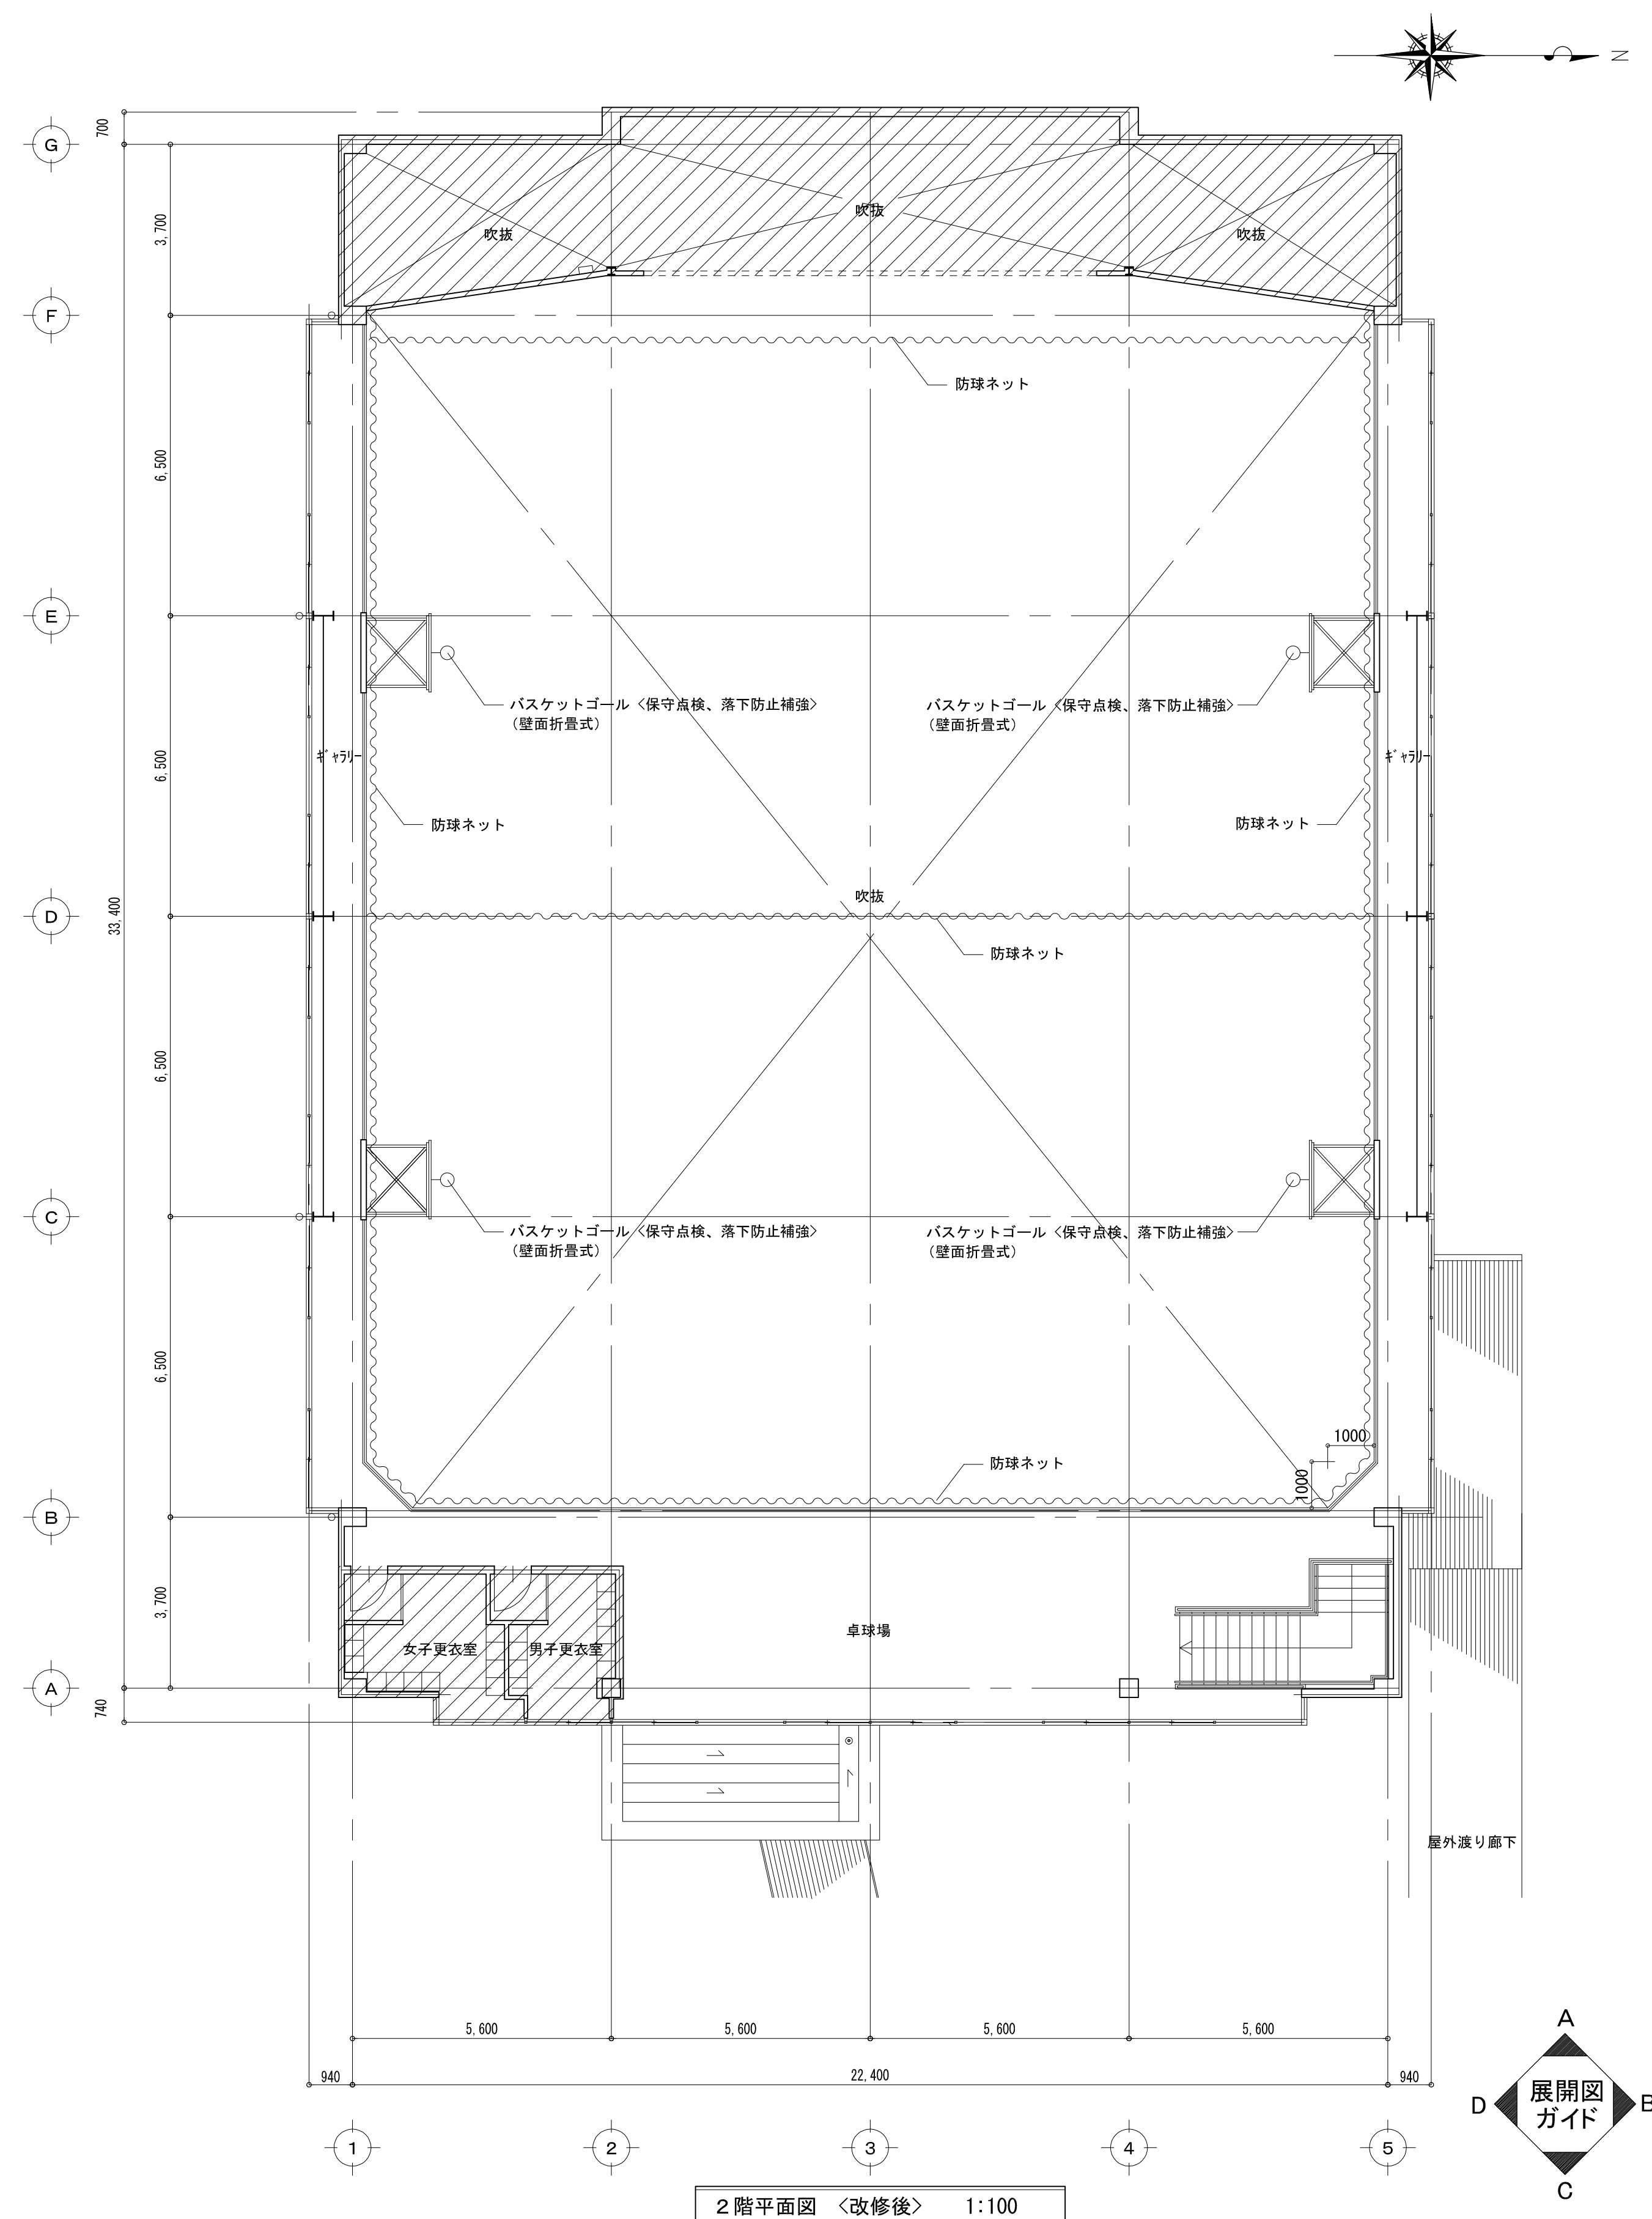 N
700
G
3,700
吹抜
吹抜
吹抜
F
防球ネット
6,500
E
バスケットゴール〈保守点検、落下防止補強〉
(壁面折畳式)
バスケットゴール〈保守点検、落下防止補強〉
(壁面折畳式)
ギャラリー
ギャラリー
6,500
防球ネット
防球ネット
吹抜
D
33,400
防球ネット
6,500
C
バスケットゴール〈保守点検、落下防止補強〉
(壁面折畳式)
バスケットゴール〈保守点検、落下防止補強〉
(壁面折畳式)
6,500
1000
防球ネット
1000
B
3,700
卓球場
女子更衣室
男子更衣室
A
740
屋外渡り廊下
5,600
5,600
5,600
5,600
940
22,400
940
1
2
3
4
5
A
D
展開図
ガイド
B
C
2階平面図 〈改修後〉 1:100